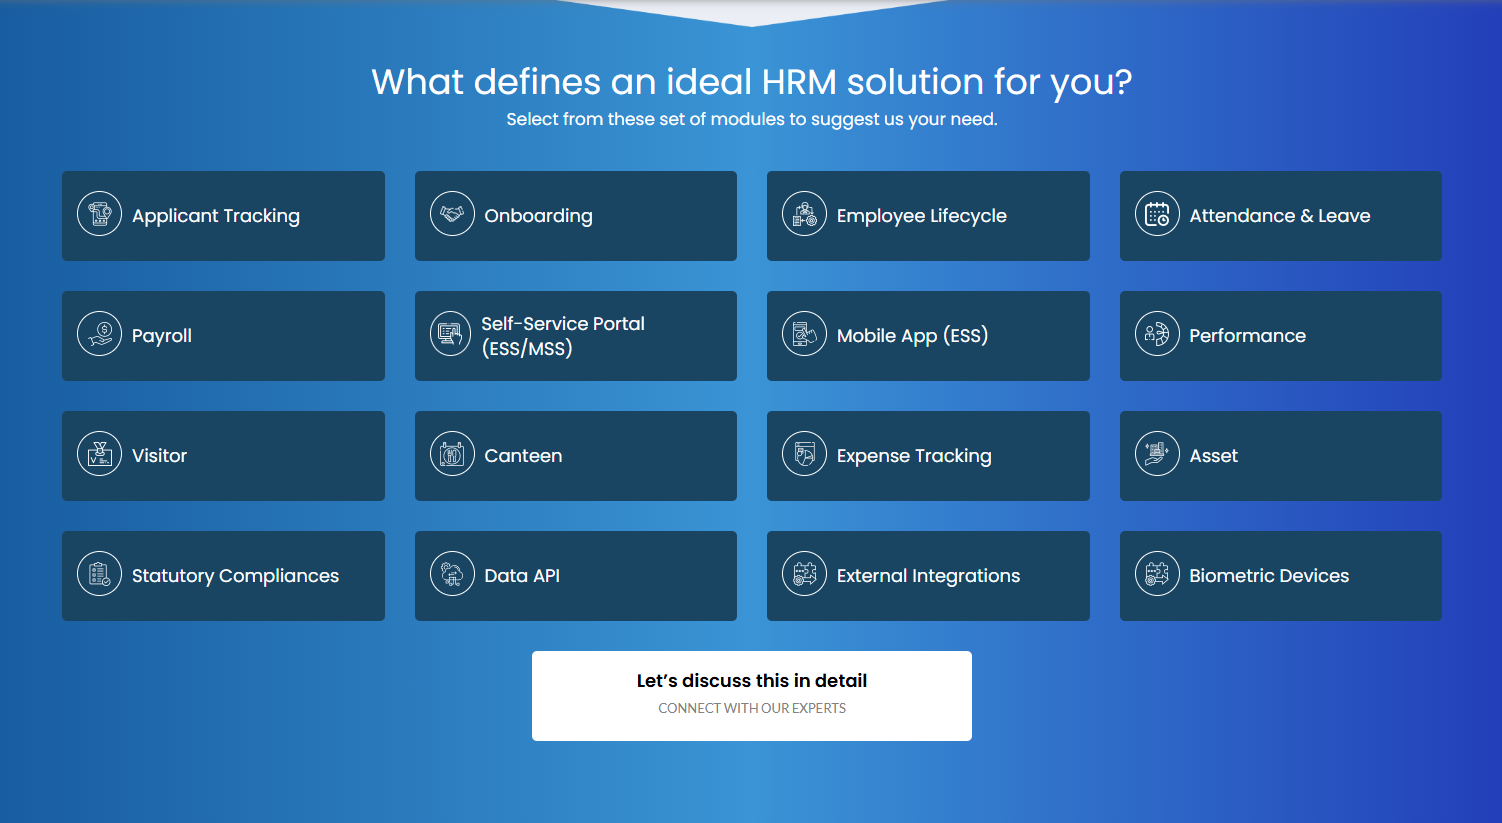 What defines an ideal HRM solution for you?
Select from these set of modules to suggest us your need.
Applicant Tracking
Onboarding
Employee Lifecycle
Attendance & Leave
Payroll
Self-Service Portal
(ESS/MSS)
Mobile App (ESS)
Performance
Visitor
Canteen
Expense Tracking
Asset
Statutory Compliances
Data API
External Integrations
Biometric Devices
Let's discuss this in detail
CONNECT WITH OUR EXPERTS